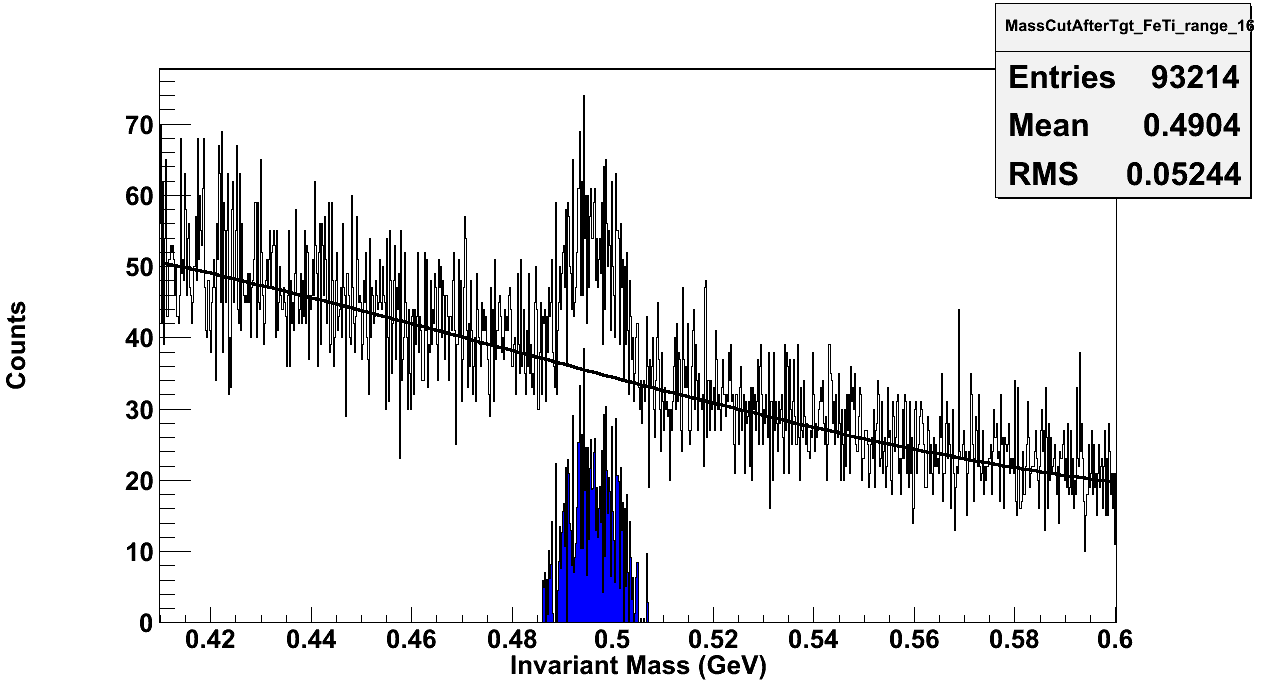 MassCutAfterTgt_FeTi_range_16
Entries 93214
Mean 0.4904
RMS 0.05244
Counts
70
60
50
40
30
20
10
0
0.42 0.44 0.46 0.48 0.5 0.52 0.54 0.56 0.58 0.6
Invariant Mass (GeV)